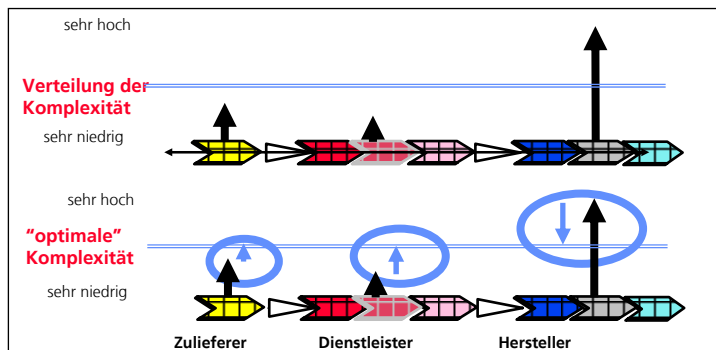 sehr hoch
Verteilung der
Komplexität
sehr niedrig
sehr hoch
“optimale”
Komplexität
sehr niedrig
Zulieferer Dienstleister Hersteller